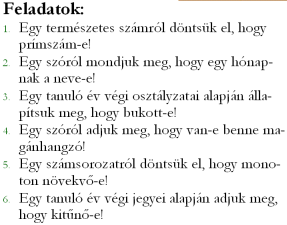 Feladatok:
1. Egy természetes számról döntsük el, hogy
prímszám-e!
2. Egy szóról mondjuk meg, hogy egy hónap-
nak a neve-e!
3. Egy tanuló év végi osztályzatai alapján álla-
pítsuk meg, hogy bukott-e!
4. Egy szóról adjuk meg, hogy van-e benne ma-
gánhangzó!
5. Egy számsorozatról döntsük el, hogy mono-
ton növekvő-e!
6. Egy tanuló év végi jegyei alapján adjuk meg,
hogy kitűnő-e!